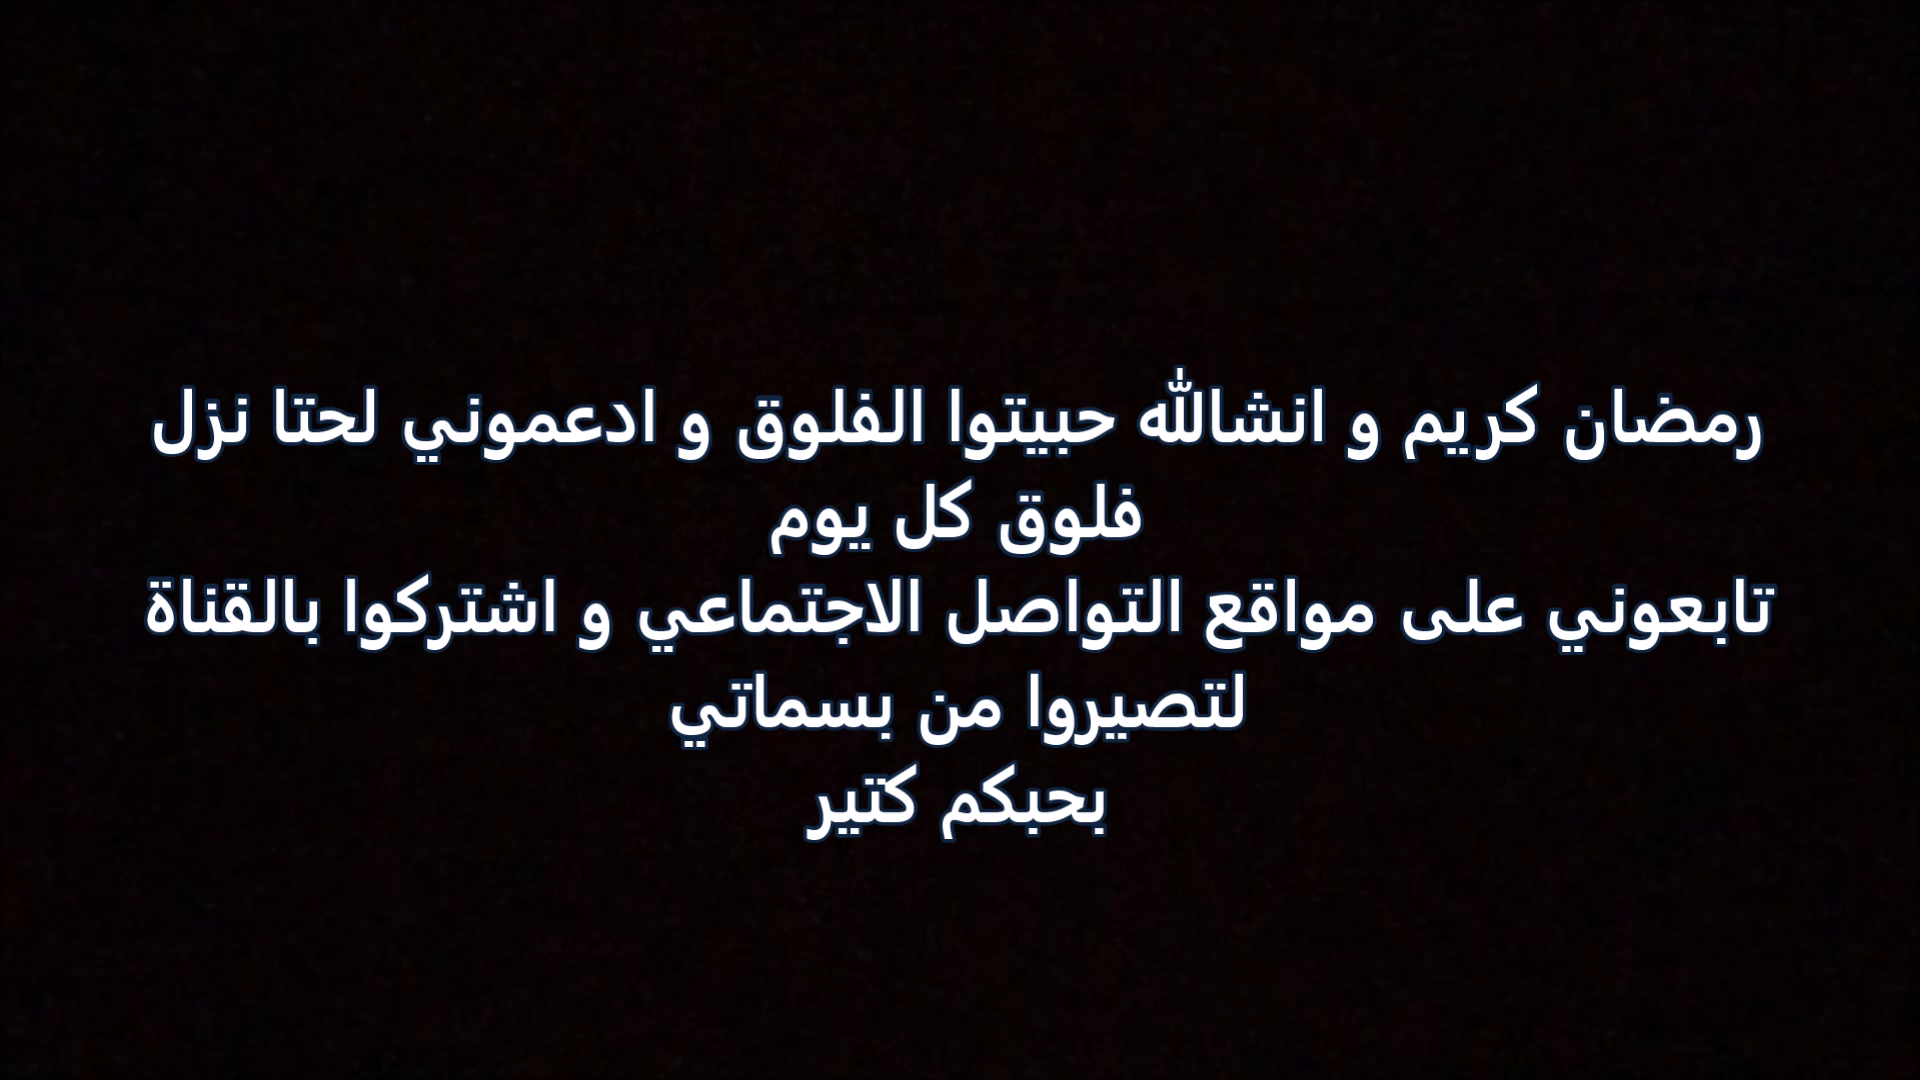 رمضان كريم و انشالله حبيتوا الفلوق و ادعموني لحتا نزل
فلوق كل يوم
تابعوني على مواقع التواصل الاجتماعي و اشتركوا بالقناة
لتصيروا من بسماتي
بحبكم كتير